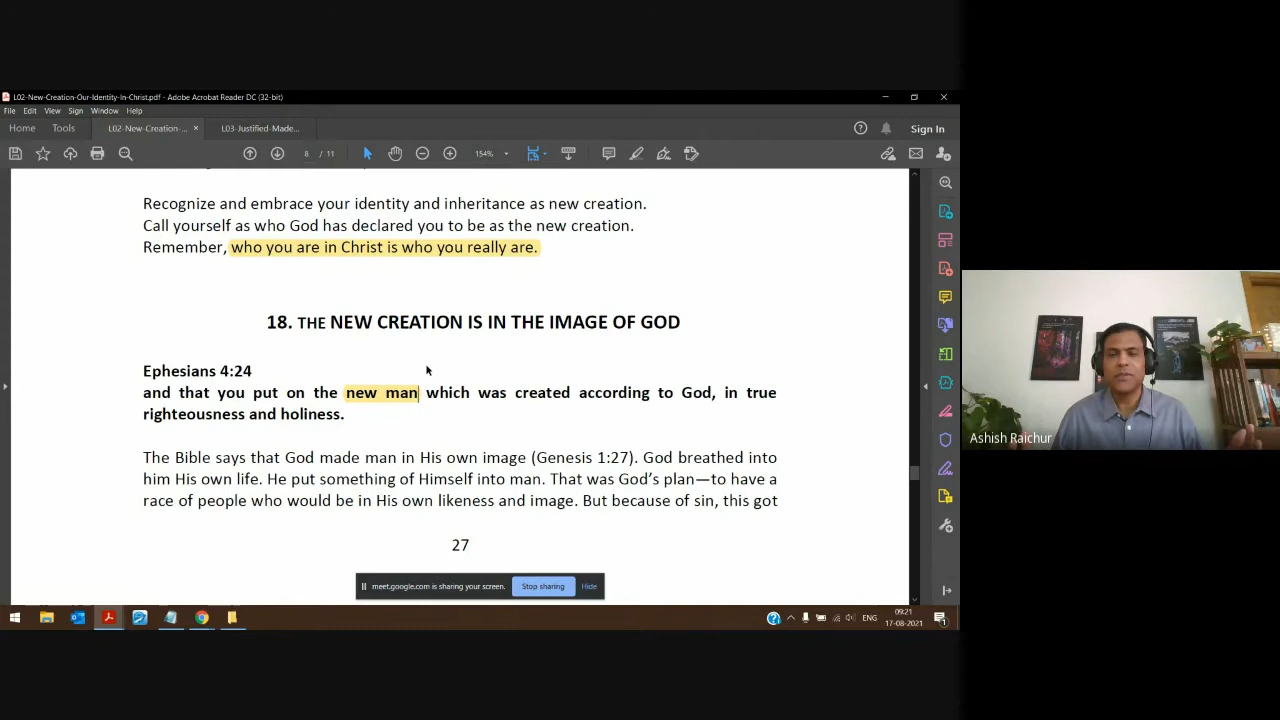 L02-New-Creation-Our-Identity-In-Christ.pdf - Adobe Acrobat Reader DC (32-bit)
File Edit View Sign Window Help
Home Tools L02-New-Creation-... × L03-Justified-Made... Sign In
8 / 11 154%
Recognize and embrace your identity and inheritance as new creation.
Call yourself as who God has declared you to be as the new creation.
Remember, who you are in Christ is who you really are.
18. THE NEW CREATION IS IN THE IMAGE OF GOD
Ephesians 4:24
and that you put on the new man which was created according to God, in true
righteousness and holiness.
The Bible says that God made man in His own image (Genesis 1:27). God breathed into
him His own life. He put something of Himself into man. That was God’s plan—to have a
race of people who would be in His own likeness and image. But because of sin, this got
27
meet.google.com is sharing your screen. Stop sharing Hide
ENG 09:21
17-08-2021
Ashish Raichur